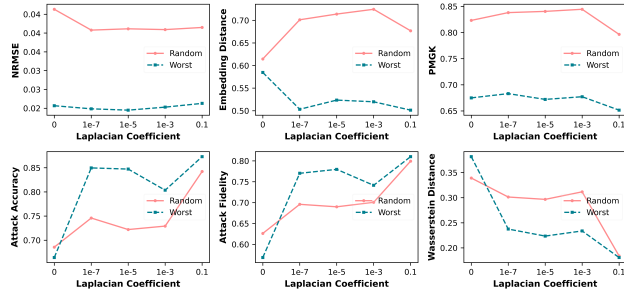 NRMSE
0.04
0.04
0.03
0.03
0.02
Random
Worst
0
1e-7
1e-5
1e-3
0.1
Laplacian Coefficient
Embedding Distance
0.70
0.65
0.60
0.55
0.50
Random
Worst
0
1e-7
1e-5
1e-3
0.1
Laplacian Coefficient
PMGK
0.85
0.80
0.75
0.70
0.65
Random
Worst
0
1e-7
1e-5
1e-3
0.1
Laplacian Coefficient
Attack Accuracy
0.85
0.80
0.75
0.70
Random
Worst
0
1e-7
1e-5
1e-3
0.1
Laplacian Coefficient
Attack Fidelity
0.80
0.75
0.70
0.65
0.60
Random
Worst
0
1e-7
1e-5
1e-3
0.1
Laplacian Coefficient
Wasserstein Distance
0.35
0.30
0.25
0.20
Random
Worst
0
1e-7
1e-5
1e-3
0.1
Laplacian Coefficient